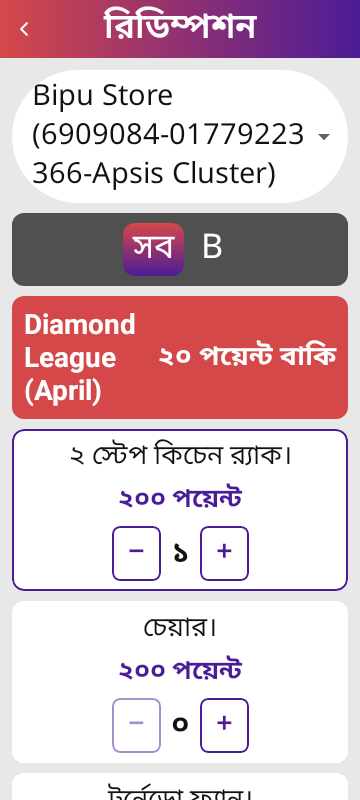 রিডিম্পশন
Bipu Store
(6909084-01779223
366-Apsis Cluster)
সব B
Diamond
League
(April)
২০ পয়েন্ট বাকি
২ স্টেপ কিচেন র‍্যাক।
২০০ পয়েন্ট
− ১ +
চেয়ার।
২০০ পয়েন্ট
− ০ +
টর্নেডো ফ্যান।